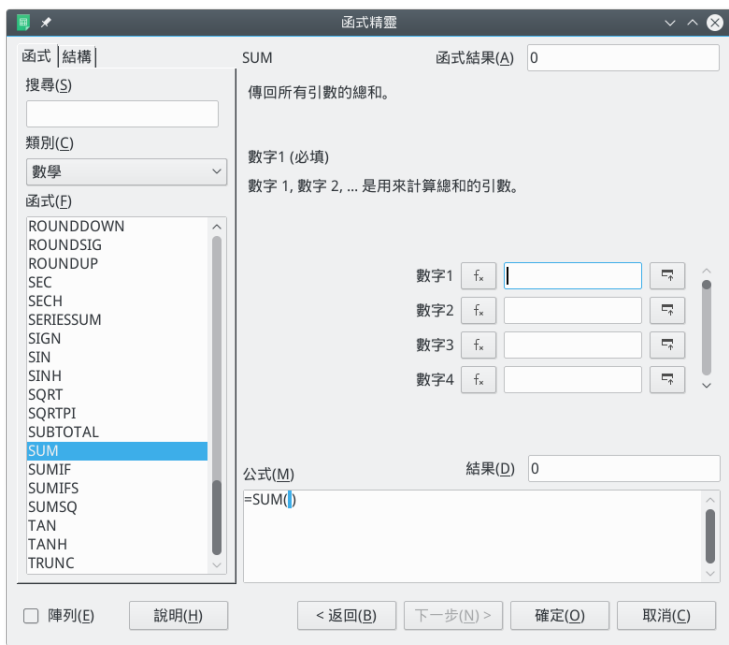 函式精靈
函式 結構
搜尋(S)
類別(C)
數學
函式(F)
ROUNDDOWN
ROUNDSIG
ROUNDUP
SEC
SECH
SERIESSUM
SIGN
SIN
SINH
SQRT
SQRTPI
SUBTOTAL
SUM
SUMIF
SUMIFS
SUMSQ
TAN
TANH
TRUNC
SUM 函式結果(A) 0
傳回所有引數的總和。
數字1 (必填)
數字 1, 數字 2, ... 是用來計算總和的引數。
數字1 fx
數字2 fx
數字3 fx
數字4 fx
公式(M) 結果(D) 0
=SUM()
陣列(E) 說明(H) < 返回(B) 下一步(N) > 確定(O) 取消(C)